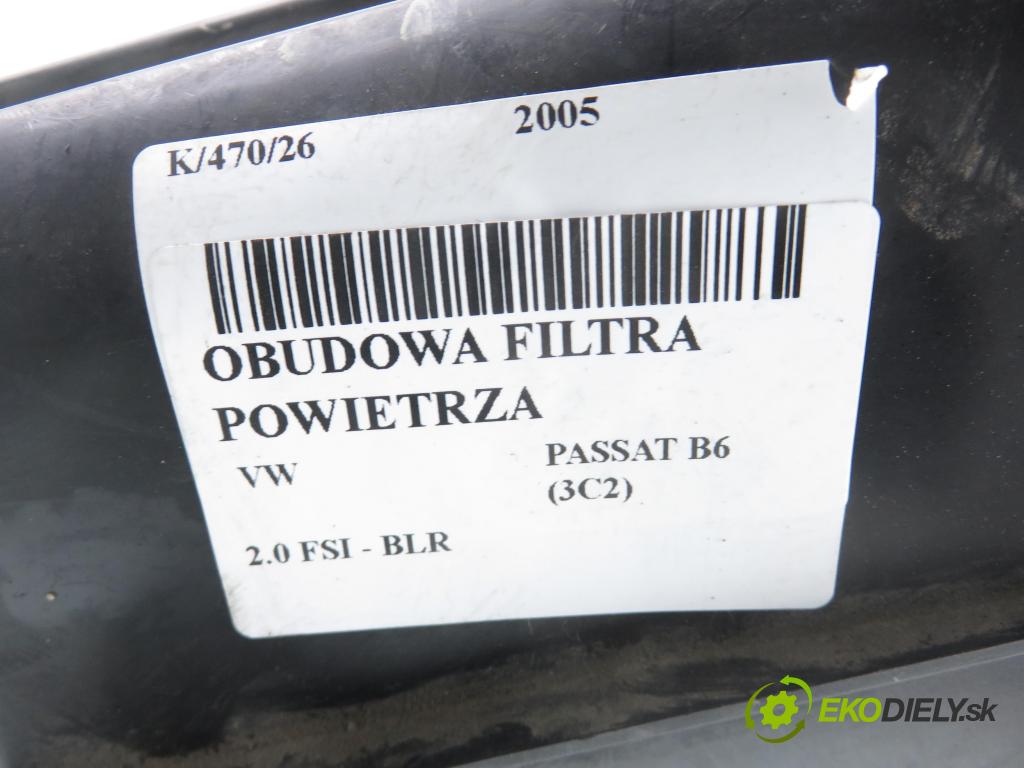 K/470/26 2005
OBUDOWA FILTRA
POWIETRZA
VW PASSAT B6
(3C2)
2.0 FSI - BLR
EKODIELY.sk